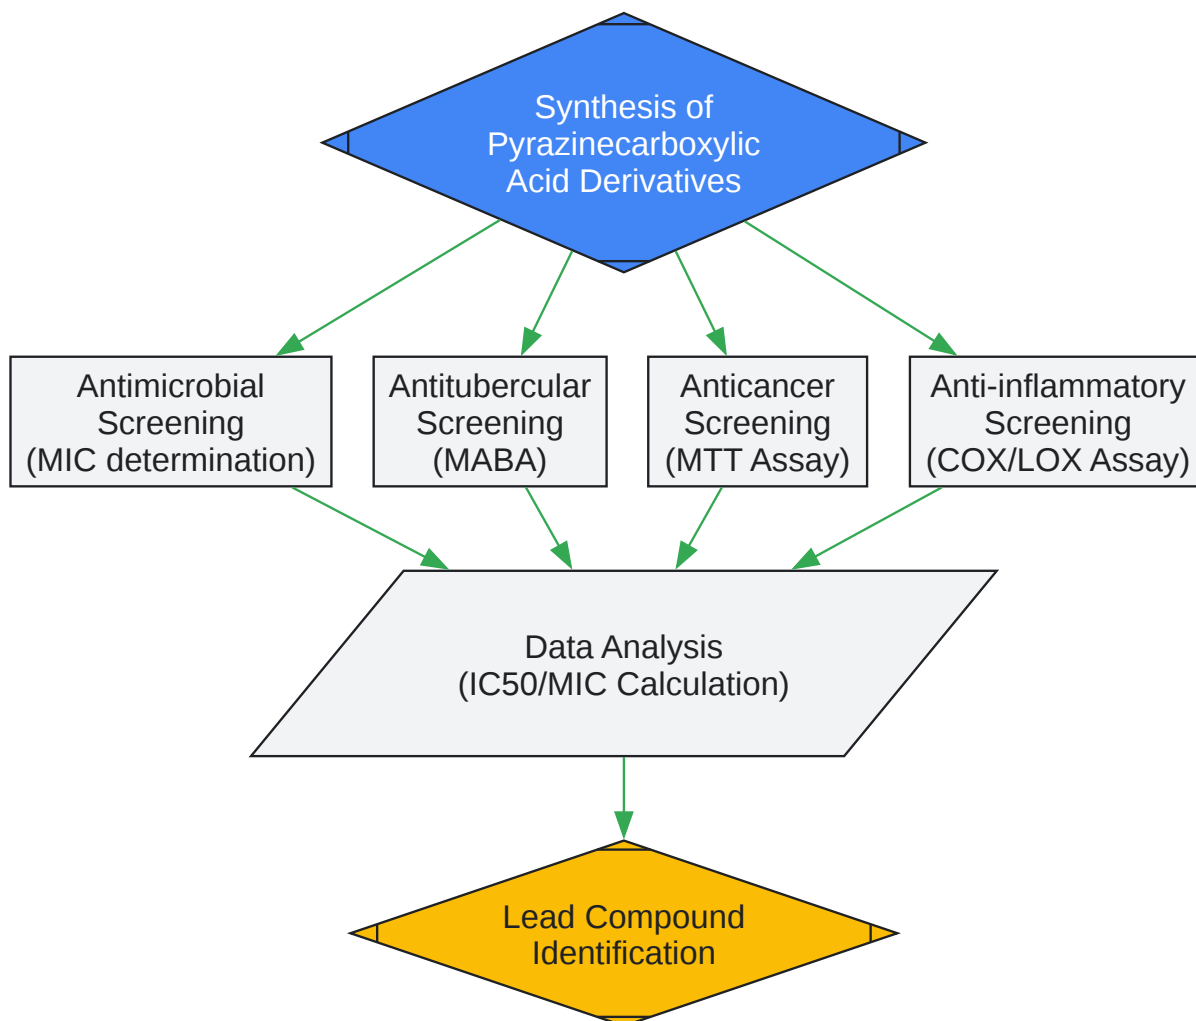 Synthesis of
Pyrazinecarboxylic
Acid Derivatives
Antimicrobial
Screening
(MIC determination)
Antitubercular
Screening
(MABA)
Anticancer
Screening
(MTT Assay)
Anti-inflammatory
Screening
(COX/LOX Assay)
Data Analysis
(IC50/MIC Calculation)
Lead Compound
Identification